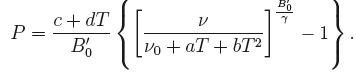 P = \frac{c + dT}{B_0'} \left\{ \left[ \frac{\nu}{\nu_0 + aT + bT^2} \right]^{\frac{B_0'}{\gamma}} - 1 \right\}.